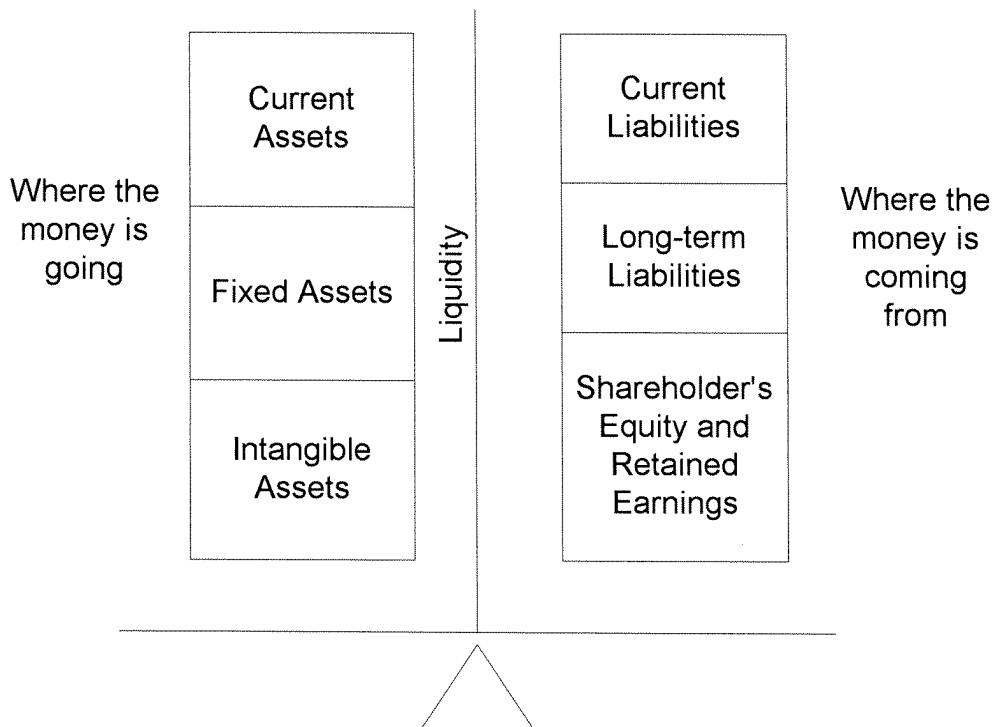 Where the
money is
going
Current
Assets
Fixed Assets
Intangible
Assets
Liquidity
Current
Liabilities
Long-term
Liabilities
Shareholder's
Equity and
Retained
Earnings
Where the
money is
coming
from